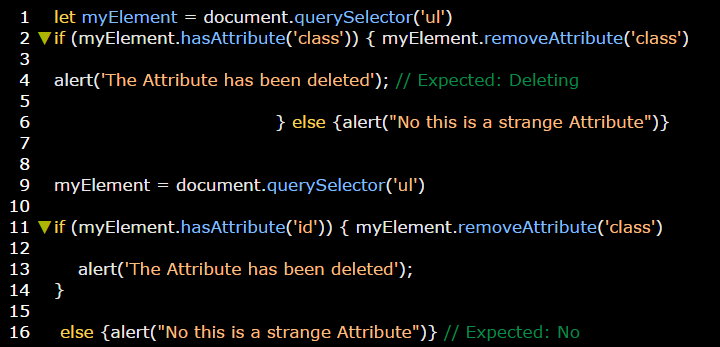 1 let myElement = document.querySelector('ul')
2 if (myElement.hasAttribute('class')) { myElement.removeAttribute('class')
3
4 alert('The Attribute has been deleted'); // Expected: Deleting
5
6 } else {alert("No this is a strange Attribute")}
7
8
9 myElement = document.querySelector('ul')
10
11 if (myElement.hasAttribute('id')) { myElement.removeAttribute('class')
12
13 alert('The Attribute has been deleted');
14 }
15
16 else {alert("No this is a strange Attribute")} // Expected: No